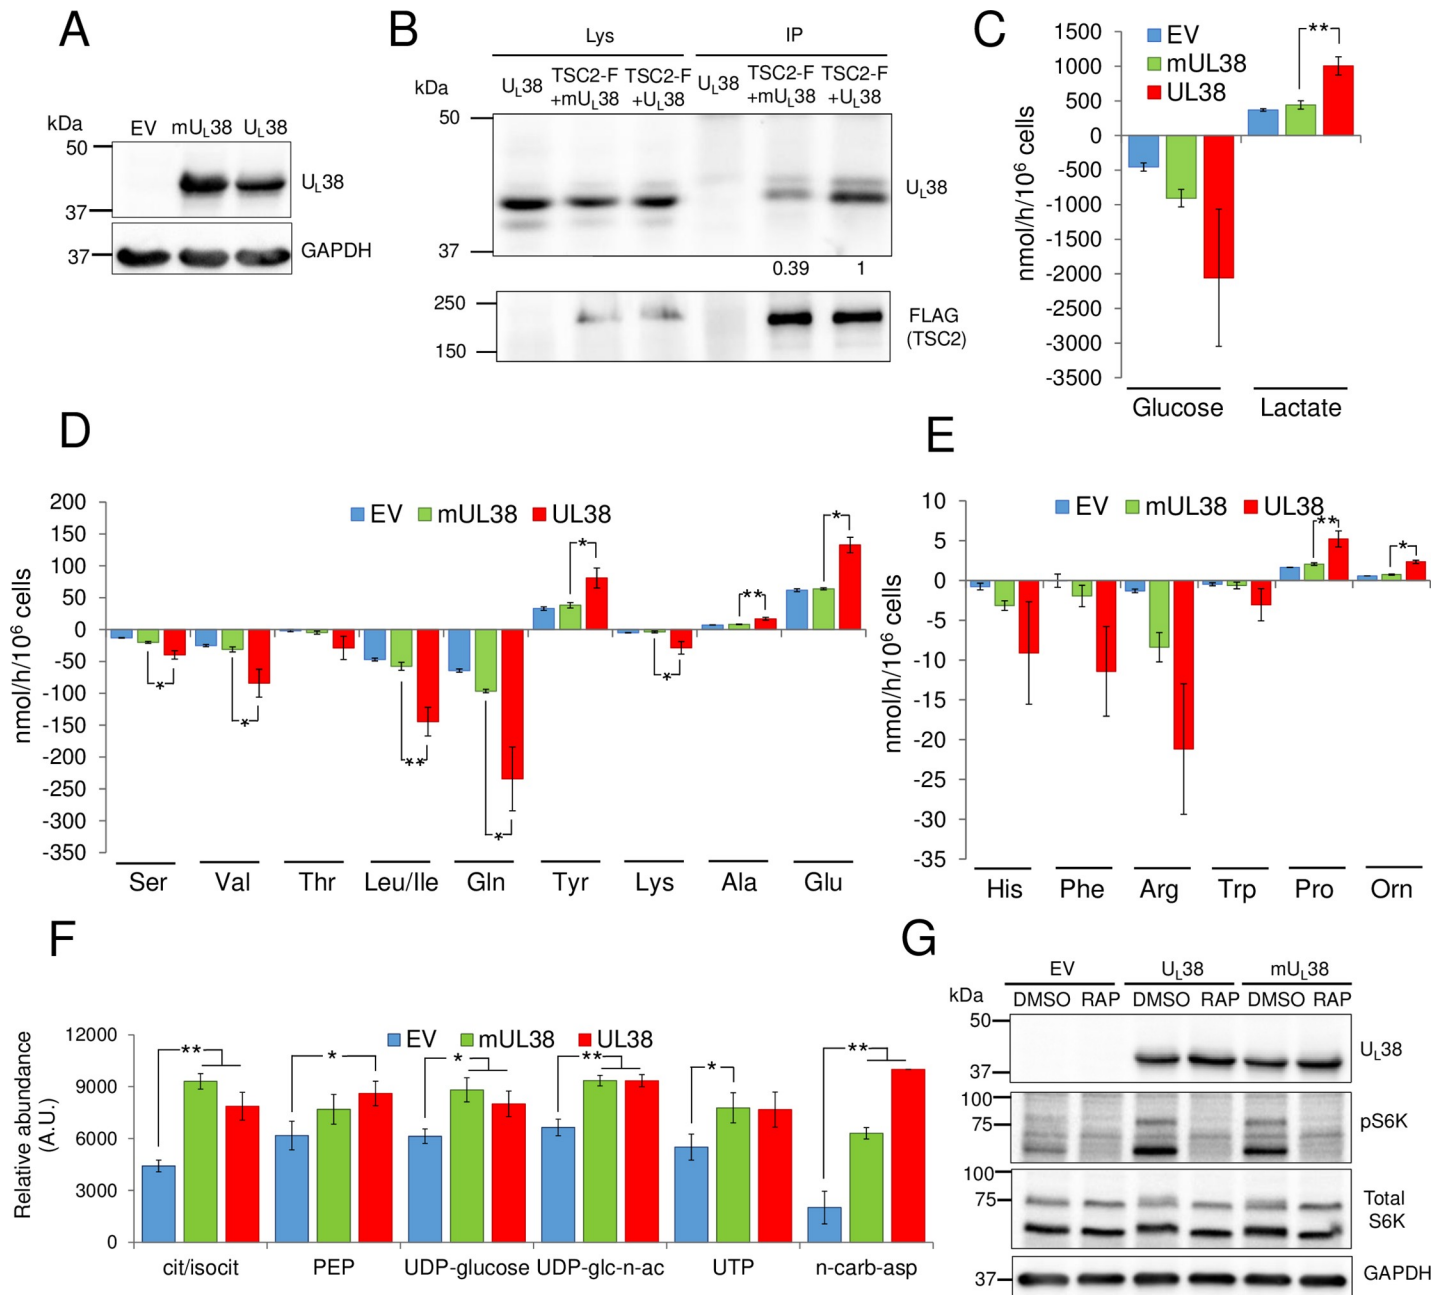 A
kDa
EV mUL38 UL38
50
37
UL38
37
GAPDH
B
Lys IP
kDa
UL38 TSC2-F +mUL38 TSC2-F +UL38 UL38 TSC2-F +mUL38 TSC2-F +UL38
50
37
UL38
0.39 1
250
150
FLAG
(TSC2)
C
EV
mUL38
UL38
**
nmol/h/10⁶ cells
1500
1000
500
0
-500
-1000
-1500
-2000
-2500
-3000
-3500
Glucose Lactate
D
EV mUL38 UL38
nmol/h/10⁶ cells
200
150
100
50
0
-50
-100
-150
-200
-250
-300
-350
* * ** * * * ** *
Ser Val Thr Leu/Ile Gln Tyr Lys Ala Glu
E
EV mUL38 UL38
nmol/h/10⁶ cells
10
5
0
-5
-10
-15
-20
-25
-30
-35
** *
His Phe Arg Trp Pro Orn
F
EV mUL38 UL38
Relative abundance
(A.U.)
12000
9000
6000
3000
0
** * * ** * **
cit/isocit PEP UDP-glucose UDP-glc-n-ac UTP n-carb-asp
G
EV UL38 mUL38
kDa
DMSO RAP DMSO RAP DMSO RAP
50
37
UL38
100
75
pS6K
100
75
Total
S6K
37
GAPDH